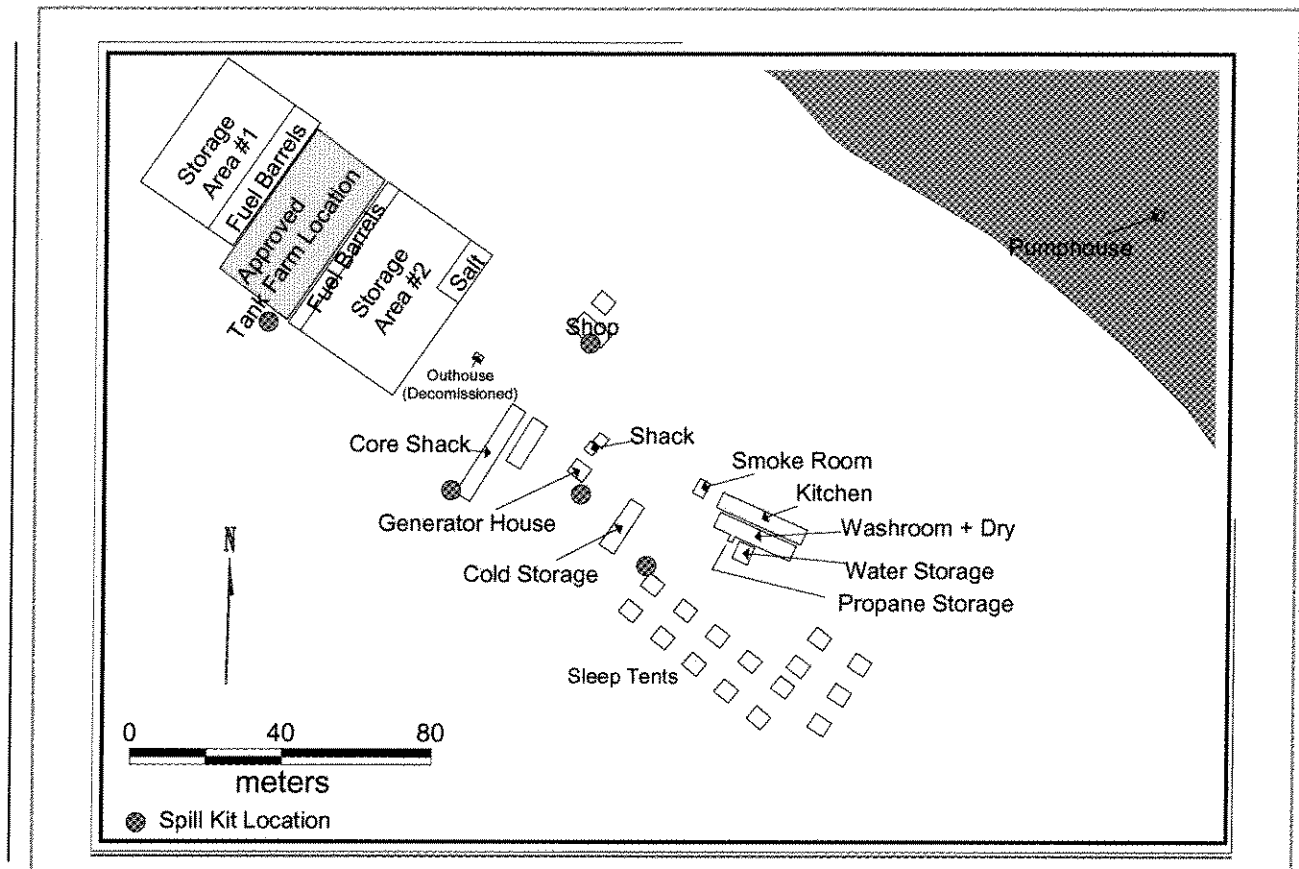 Storage
Area #1
Fuel Barrels
Approved
Tank Farm Location
Fuel Barrels
Storage
Area #2
Salt
Pumphouse
Shop
Outhouse
(Decomissioned)
Core Shack
Shack
Smoke Room
Kitchen
Generator House
Washroom + Dry
Cold Storage
Water Storage
Propane Storage
Sleep Tents
N
0 40 80
meters
Spill Kit Location